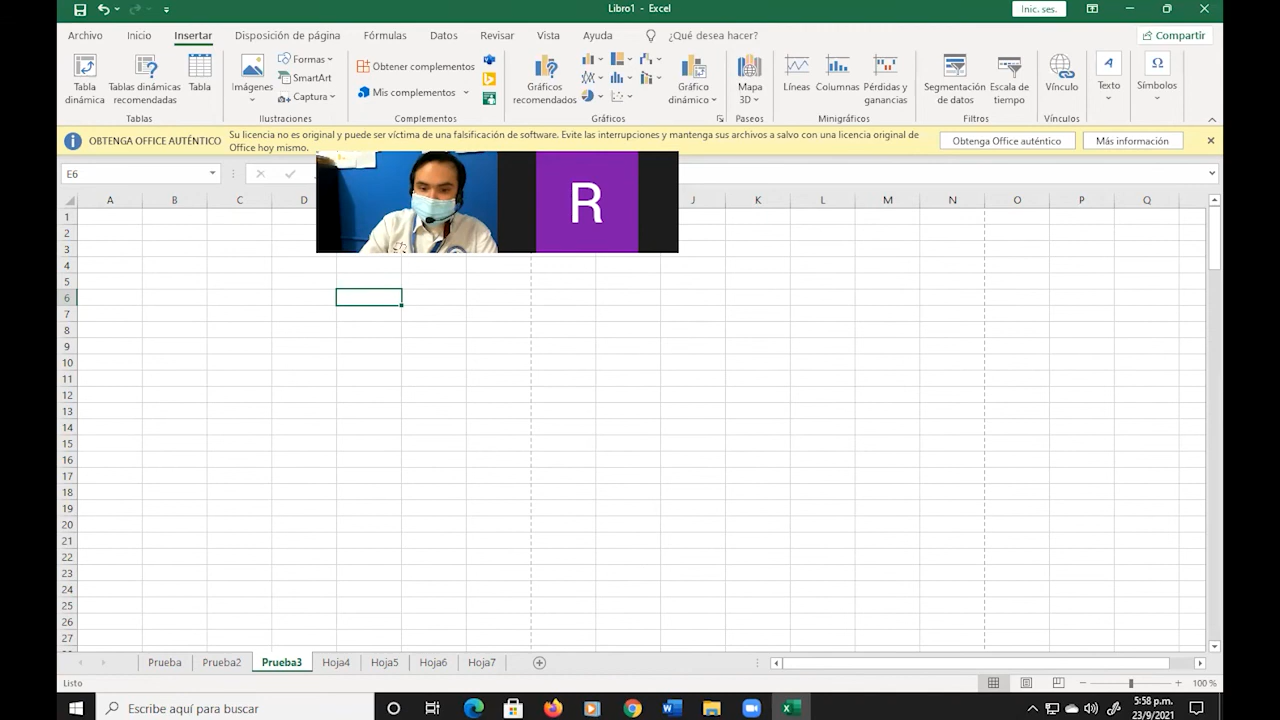 Libro1 - Excel
Inic. ses.
Archivo Inicio Insertar Disposición de página Fórmulas Datos Revisar Vista Ayuda ¿Qué desea hacer? Compartir
Tabla dinámica
Tablas dinámicas recomendadas
Tabla
Imágenes
Formas
SmartArt
Captura
Obtener complementos
Mis complementos
Gráficos recomendados
Gráfico dinámico
Mapa 3D
Líneas
Columnas
Pérdidas y ganancias
Segmentación de datos
Escala de tiempo
Vínculo
Texto
Símbolos
Tablas Ilustraciones Complementos Gráficos Paseos Minigráficos Filtros Vínculos
OBTENGA OFFICE AUTÉNTICO
Su licencia no es original y puede ser víctima de una falsificación de software. Evite las interrupciones y mantenga sus archivos a salvo con una licencia original de
Office hoy mismo.
Obtenga Office auténtico
Más información
E6
R
A B C D J K L M N O P Q
1
2
3
4
5
6
7
8
9
10
11
12
13
14
15
16
17
18
19
20
21
22
23
24
25
26
27
Prueba Prueba2 Prueba3 Hoja4 Hoja5 Hoja6 Hoja7
Listo
100 %
Escribe aquí para buscar
5:58 p.m.
23/9/2021